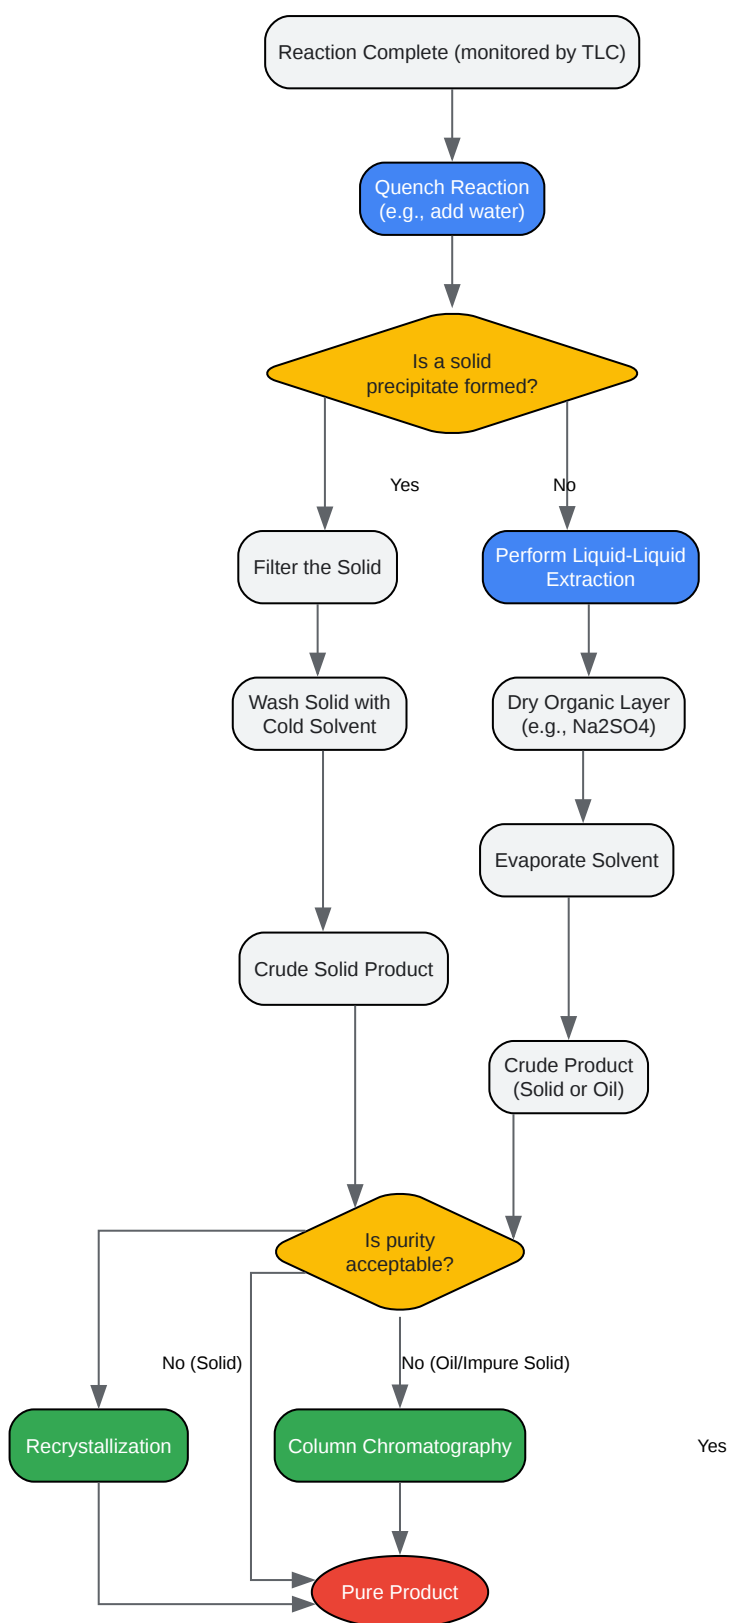 Reaction Complete (monitored by TLC)
Quench Reaction
(e.g., add water)
Is a solid
precipitate formed?
Yes
No
Filter the Solid
Perform Liquid-Liquid
Extraction
Wash Solid with
Cold Solvent
Dry Organic Layer
(e.g., Na2SO4)
Evaporate Solvent
Crude Solid Product
Crude Product
(Solid or Oil)
Is purity
acceptable?
No (Solid)
No (Oil/Impure Solid)
Recrystallization
Column Chromatography
Yes
Pure Product